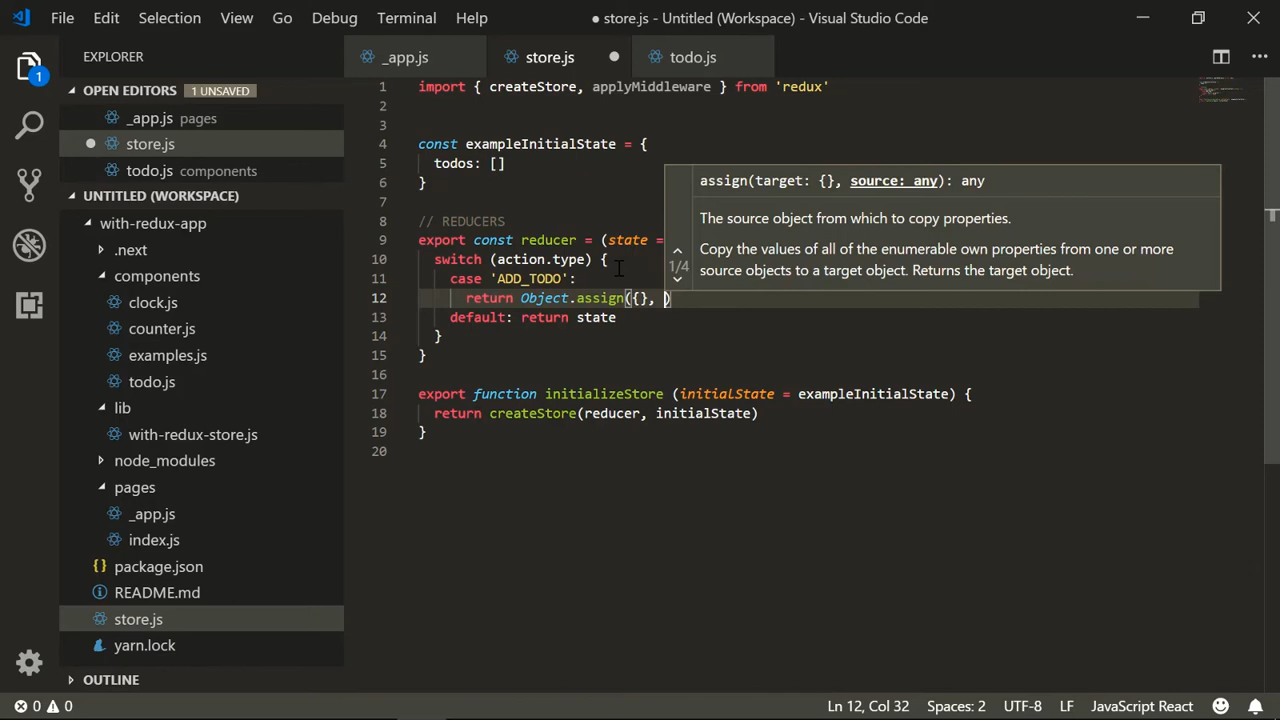 File Edit Selection View Go Debug Terminal Help
● store.js - Untitled (Workspace) - Visual Studio Code
1
EXPLORER
OPEN EDITORS 1 UNSAVED
_app.js pages
store.js
todo.js components
UNTITLED (WORKSPACE)
with-redux-app
.next
components
clock.js
counter.js
examples.js
todo.js
lib
with-redux-store.js
node_modules
pages
_app.js
index.js
package.json
README.md
store.js
yarn.lock
OUTLINE
_app.js store.js todo.js
1 import { createStore, applyMiddleware } from 'redux'
2
3
4 const exampleInitialState = {
5 todos: []
6 }
7
8 // REDUCERS
9 export const reducer = (state =
10 switch (action.type) {
11 case 'ADD_TODO':
12 return Object.assign({}, )
13 default: return state
14 }
15 }
16
17 export function initializeStore (initialState = exampleInitialState) {
18 return createStore(reducer, initialState)
19 }
20
assign(target: {}, source: any): any
The source object from which to copy properties.
1/4
Copy the values of all of the enumerable own properties from one or more
source objects to a target object. Returns the target object.
0 0 Ln 12, Col 32 Spaces: 2 UTF-8 LF JavaScript React